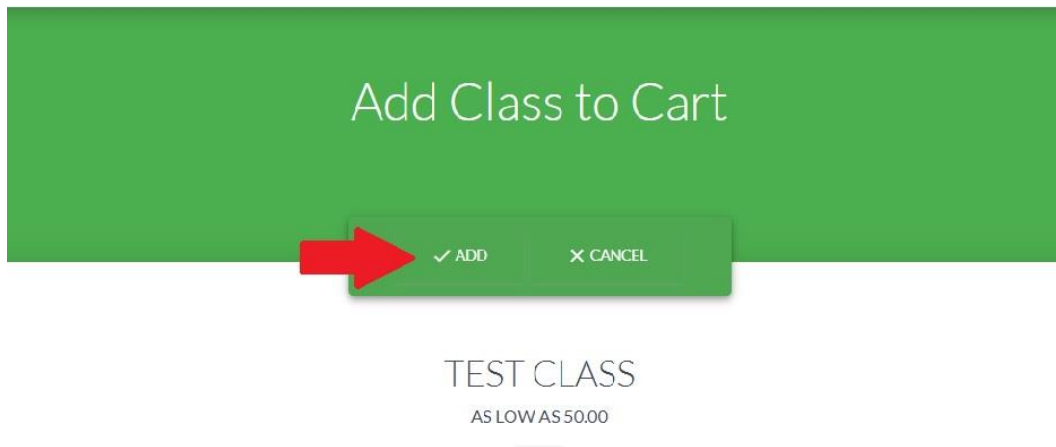 Add Class to Cart
✓ ADD ✕ CANCEL
TEST CLASS
AS LOW AS 50.00